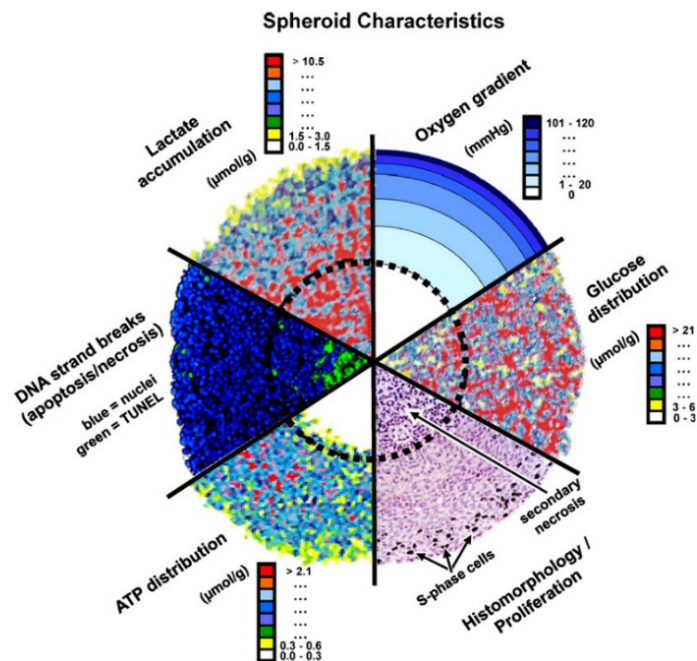 Spheroid Characteristics
Lactate
accumulation
(μmol/g)
> 10.5
...
...
...
...
...
1.5 - 3.0
0.0 - 1.5
Oxygen gradient
(mmHg)
101 - 120
...
...
...
...
1 - 20
0
Glucose
distribution
(μmol/g)
> 21
...
...
...
...
...
3 - 6
0 - 3
DNA strand breaks
(apoptosis/necrosis)
blue = nuclei
green = TUNEL
ATP distribution
(μmol/g)
> 2.1
...
...
...
...
...
0.3 - 0.6
0.0 - 0.3
secondary
necrosis
S-phase cells
Histomorphology /
Proliferation